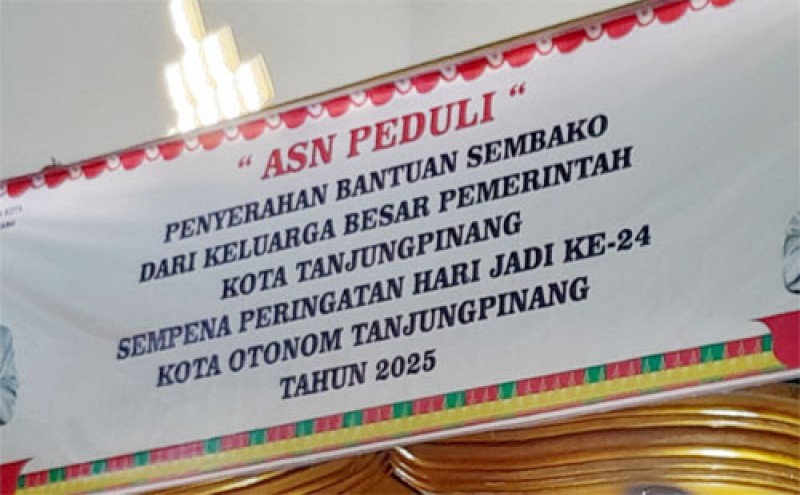 “ ASN PEDULI “
PENYERAHAN BANTUAN SEMBAKO
DARI KELUARGA BESAR PEMERINTAH
KOTA TANJUNGPINANG
SEMPENA PERINGATAN HARI JADI KE-24
KOTA OTONOM TANJUNGPINANG
TAHUN 2025